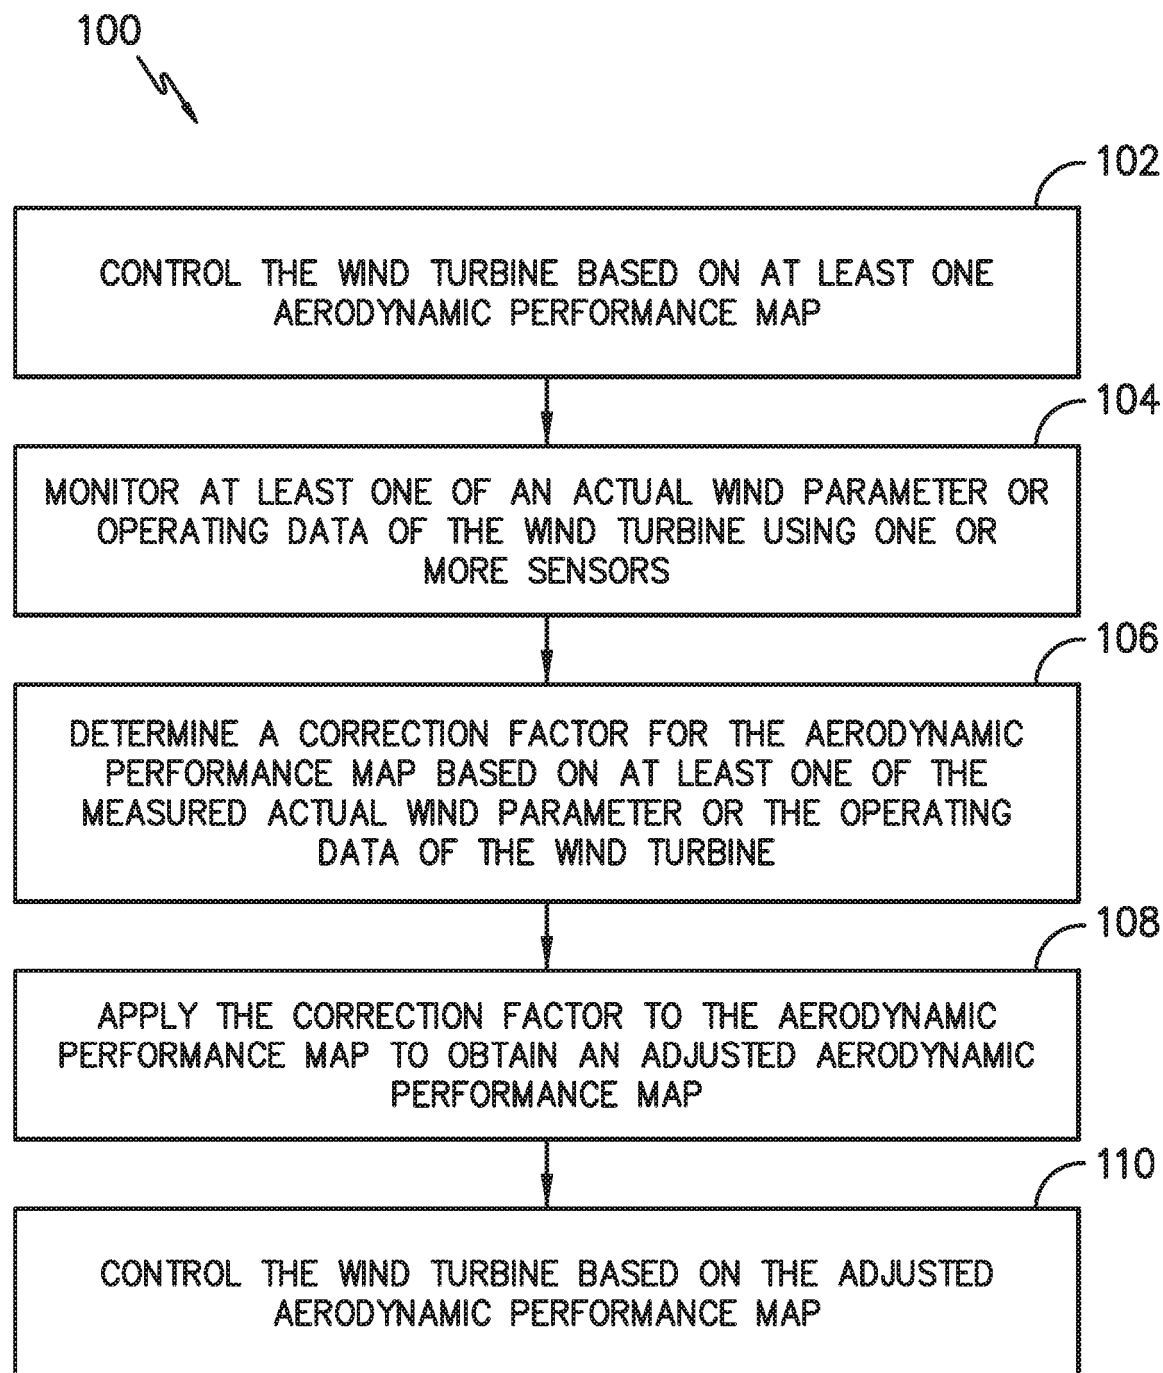 100
102
CONTROL THE WIND TURBINE BASED ON AT LEAST ONE
AERODYNAMIC PERFORMANCE MAP
104
MONITOR AT LEAST ONE OF AN ACTUAL WIND PARAMETER OR
OPERATING DATA OF THE WIND TURBINE USING ONE OR
MORE SENSORS
106
DETERMINE A CORRECTION FACTOR FOR THE AERODYNAMIC
PERFORMANCE MAP BASED ON AT LEAST ONE OF THE
MEASURED ACTUAL WIND PARAMETER OR THE OPERATING
DATA OF THE WIND TURBINE
108
APPLY THE CORRECTION FACTOR TO THE AERODYNAMIC
PERFORMANCE MAP TO OBTAIN AN ADJUSTED AERODYNAMIC
PERFORMANCE MAP
110
CONTROL THE WIND TURBINE BASED ON THE ADJUSTED
AERODYNAMIC PERFORMANCE MAP